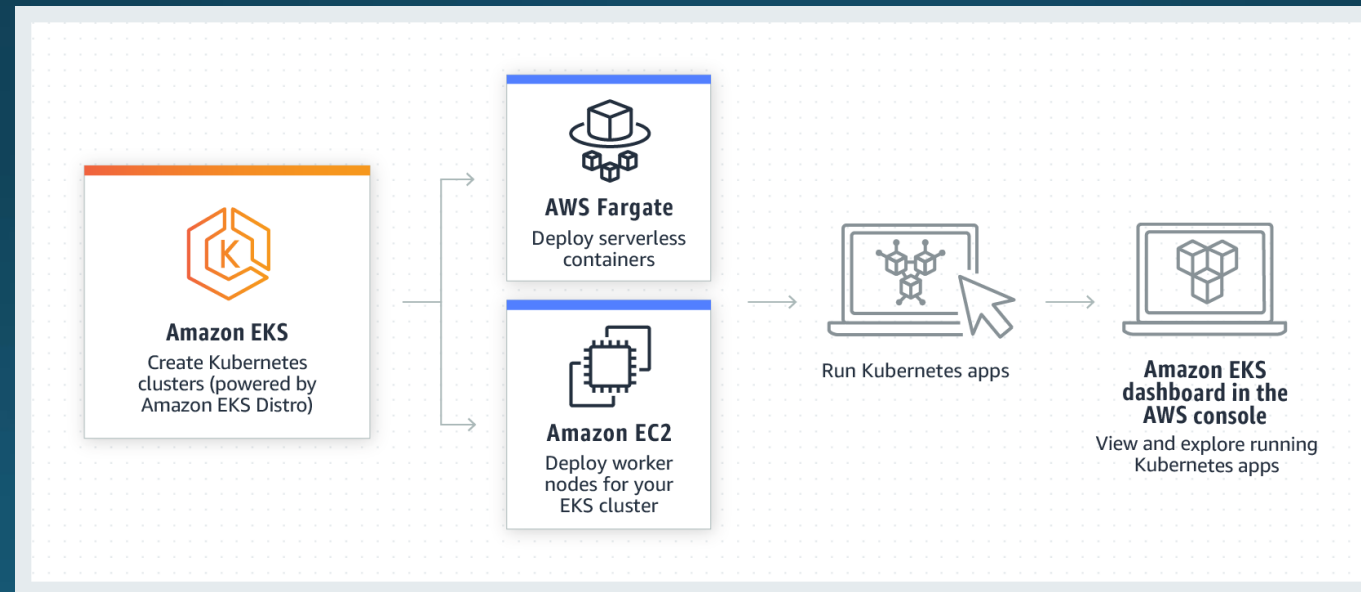 K
Amazon EKS
Create Kubernetes
clusters (powered by
Amazon EKS Distro)
AWS Fargate
Deploy serverless
containers
Amazon EC2
Deploy worker
nodes for your
EKS cluster
Run Kubernetes apps
Amazon EKS
dashboard in the
AWS console
View and explore running
Kubernetes apps